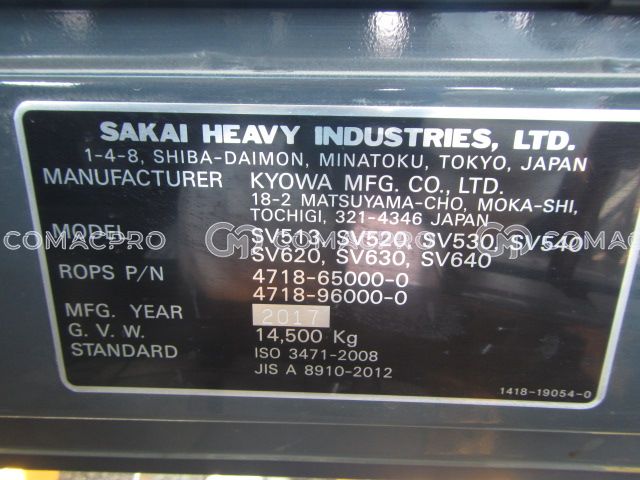 SAKAI HEAVY INDUSTRIES, LTD.
1-4-8, SHIBA-DAIMON, MINATOKU, TOKYO, JAPAN
MANUFACTURER KYOWA MFG. CO., LTD.
18-2 MATSUYAMA-CHO, MOKA-SHI,
TOCHIGI, 321-4346 JAPAN
MODEL SV513, SV520, SV530, SV540
SV620, SV630, SV640
COMACPRO COMACPRO COMACPRO
ROPS P/N 4718-65000-0
4718-96000-0
MFG. YEAR 2017
G. V. W. 14,500 Kg
STANDARD ISO 3471-2008
JIS A 8910-2012
1418-19054-0